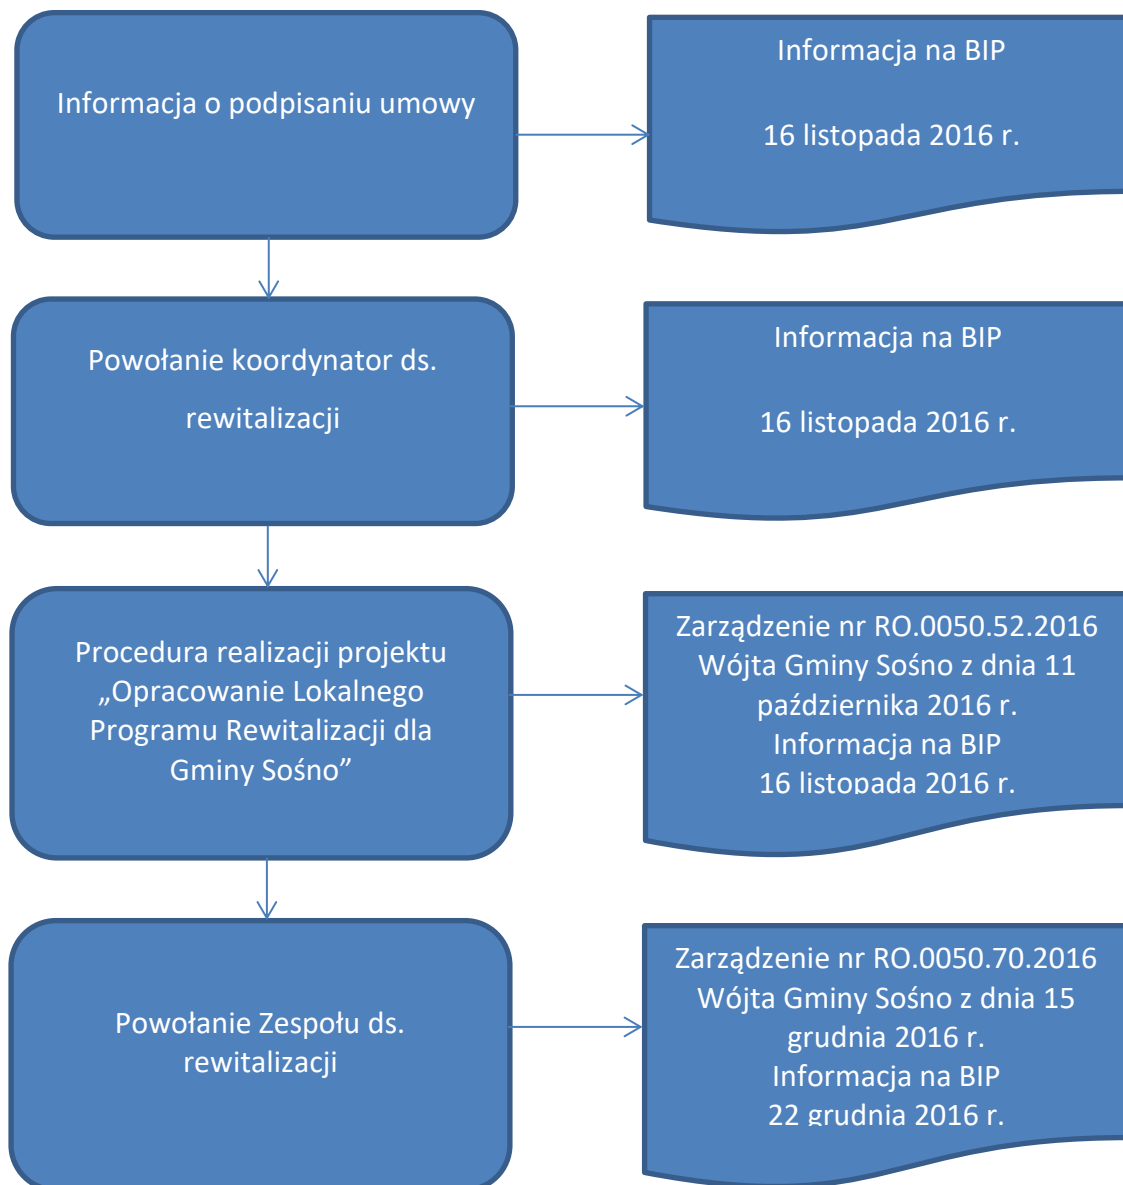 Informacja o podpisaniu umowy
Informacja na BIP
16 listopada 2016 r.
Powołanie koordynator ds.
rewitalizacji
Informacja na BIP
16 listopada 2016 r.
Procedura realizacji projektu
„Opracowanie Lokalnego
Programu Rewitalizacji dla
Gminy Sośno”
Zarządzenie nr RO.0050.52.2016
Wójta Gminy Sośno z dnia 11
października 2016 r.
Informacja na BIP
16 listopada 2016 r.
Powołanie Zespołu ds.
rewitalizacji
Zarządzenie nr RO.0050.70.2016
Wójta Gminy Sośno z dnia 15
grudnia 2016 r.
Informacja na BIP
22 grudnia 2016 r.